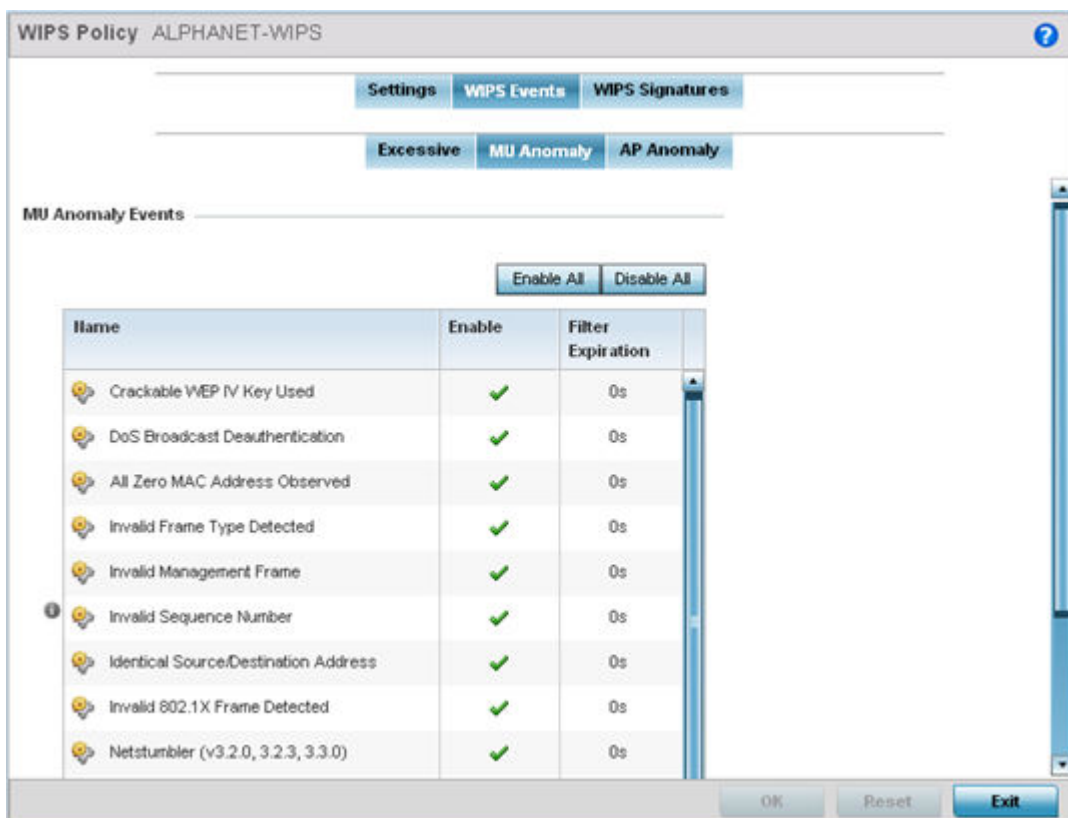 WIPS Policy ALPHANET-WIPS ?
Settings WIPS Events WIPS Signatures
Excessive MU Anomaly AP Anomaly
MU Anomaly Events
Enable All Disable All
Name Enable Filter Expiration
Crackable WEP IV Key Used 0s
DoS Broadcast Deauthentication 0s
All Zero MAC Address Observed 0s
Invalid Frame Type Detected 0s
Invalid Management Frame 0s
Invalid Sequence Number 0s
Identical Source/Destination Address 0s
Invalid 802.1X Frame Detected 0s
Netstumbler (v3.2.0, 3.2.3, 3.3.0) 0s
OK Reset Exit